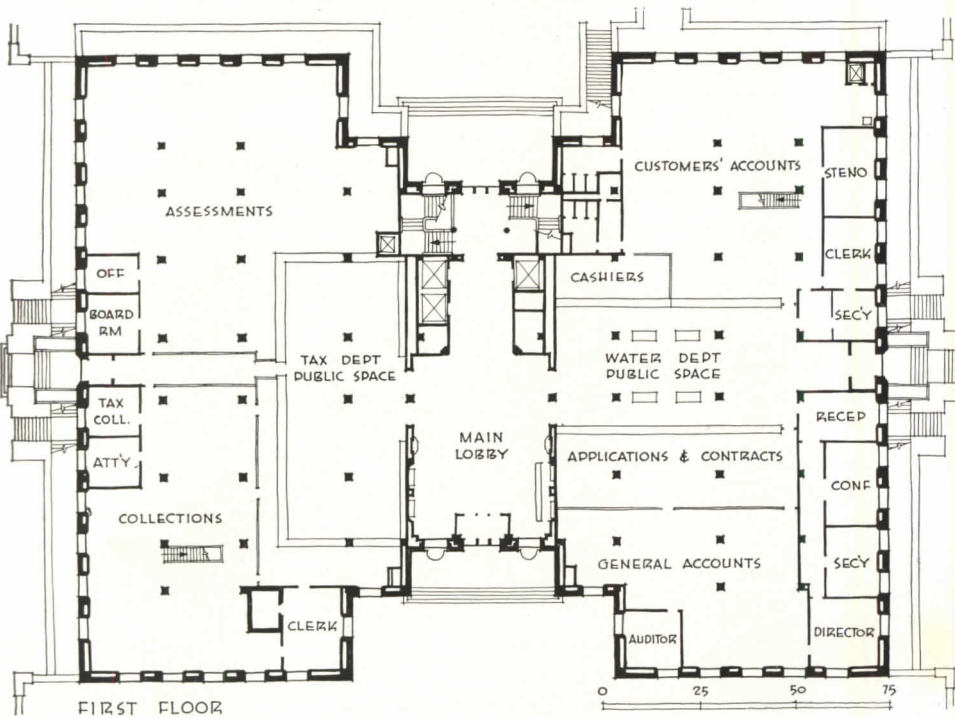 CUSTOMERS' ACCOUNTS
STENO
ASSESSMENTS
CLERK
OFF
CASHIERS
BOARD
RM
SEC'Y
TAX DEPT
PUBLIC SPACE
WATER DEPT
PUBLIC SPACE
TAX
COLL.
RECEP
MAIN
LOBBY
ATT'Y
APPLICATIONS & CONTRACTS
CONF
COLLECTIONS
GENERAL ACCOUNTS
SEC'Y
CLERK
AUDITOR
DIRECTOR
0 25 50 75
FIRST FLOOR